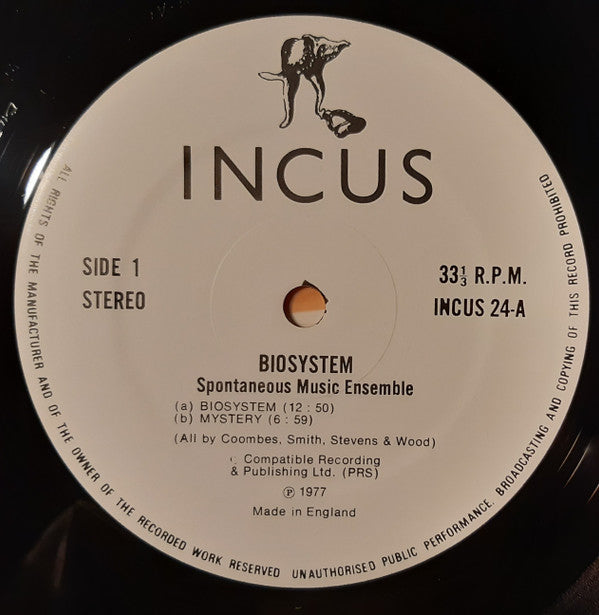 INCUS
SIDE 1
STEREO
33⅓ R.P.M.
INCUS 24-A
BIOSYSTEM
Spontaneous Music Ensemble
(a) BIOSYSTEM (12 : 50)
(b) MYSTERY (6 : 59)
(All by Coombes, Smith, Stevens & Wood)
Compatible Recording
& Publishing Ltd. (PRS)
℗ 1977
Made in England
ALL RIGHTS OF THE MANUFACTURER AND OF THE OWNER OF THE RECORDED WORK RESERVED UNAUTHORISED PUBLIC PERFORMANCE, BROADCASTING AND COPYING OF THIS RECORD PROHIBITED